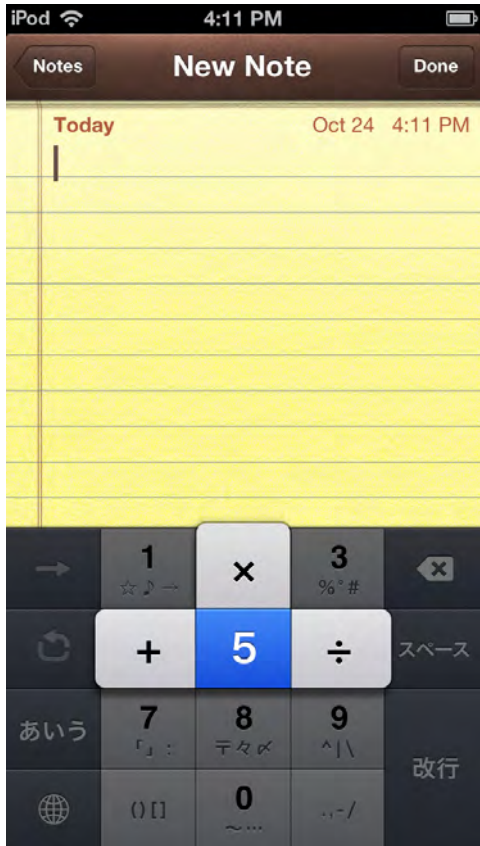 iPod 4:11 PM
Notes New Note Done
Today Oct 24 4:11 PM
→ 1 × 3
☆♪→ %°#
+ 5 ÷ スペース
あいう 7 8 9
「」: 〒々〆 ^|\
改行
()[] 0 .,-/
~…